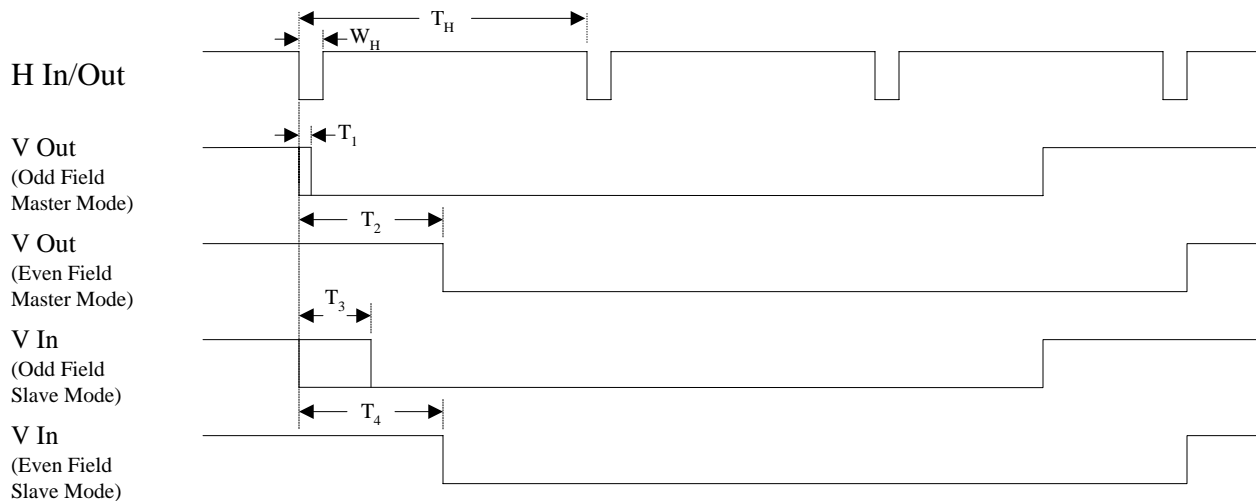 T_H
W_H
H In/Out
T_1
V Out
(Odd Field
Master Mode)
T_2
V Out
(Even Field
Master Mode)
T_3
V In
(Odd Field
Slave Mode)
T_4
V In
(Even Field
Slave Mode)